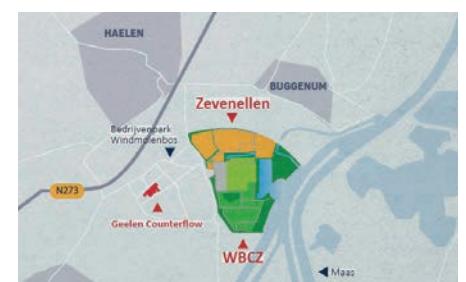 HAELEN
BUGGENUM
Zevenellen
Bedrijvenpark
Windmolenbos
N273
Geelen Counterflow
WBCZ
Maas